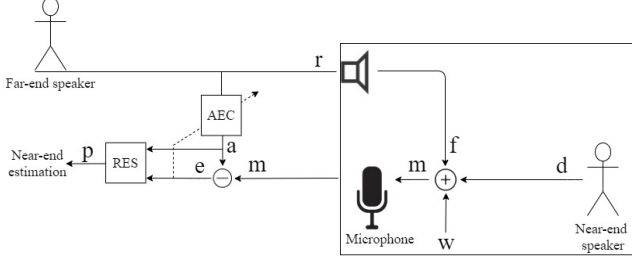 r
Far-end speaker
AEC
f
p
RES
a
d
Near-end
estimation
e
m
m
+
−
Microphone
w
Near-end
speaker